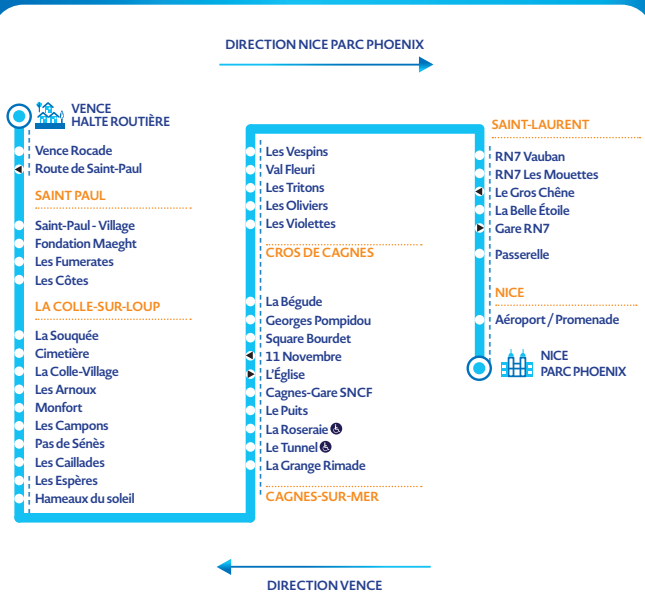 DIRECTION NICE PARC PHOENIX
VENCE
HALTE ROUTIÈRE
Vence Rocade
Route de Saint-Paul
SAINT PAUL
Saint-Paul - Village
Fondation Maeght
Les Fumerates
Les Côtes
LA COLLE-SUR-LOUP
La Souquée
Cimetière
La Colle-Village
Les Arnoux
Monfort
Les Campons
Pas de Sénès
Les Caillades
Les Espères
Hameaux du soleil
Les Vespins
Val Fleuri
Les Tritons
Les Oliviers
Les Violettes
CROS DE CAGNES
La Bégude
Georges Pompidou
Square Bourdet
11 Novembre
L'Église
Cagnes-Gare SNCF
Le Puits
La Roseraie
Le Tunnel
La Grange Rimade
CAGNES-SUR-MER
SAINT-LAURENT
RN7 Vauban
RN7 Les Mouettes
Le Gros Chêne
La Belle Étoile
Gare RN7
Passerelle
NICE
Aéroport / Promenade
NICE
PARC PHOENIX
DIRECTION VENCE